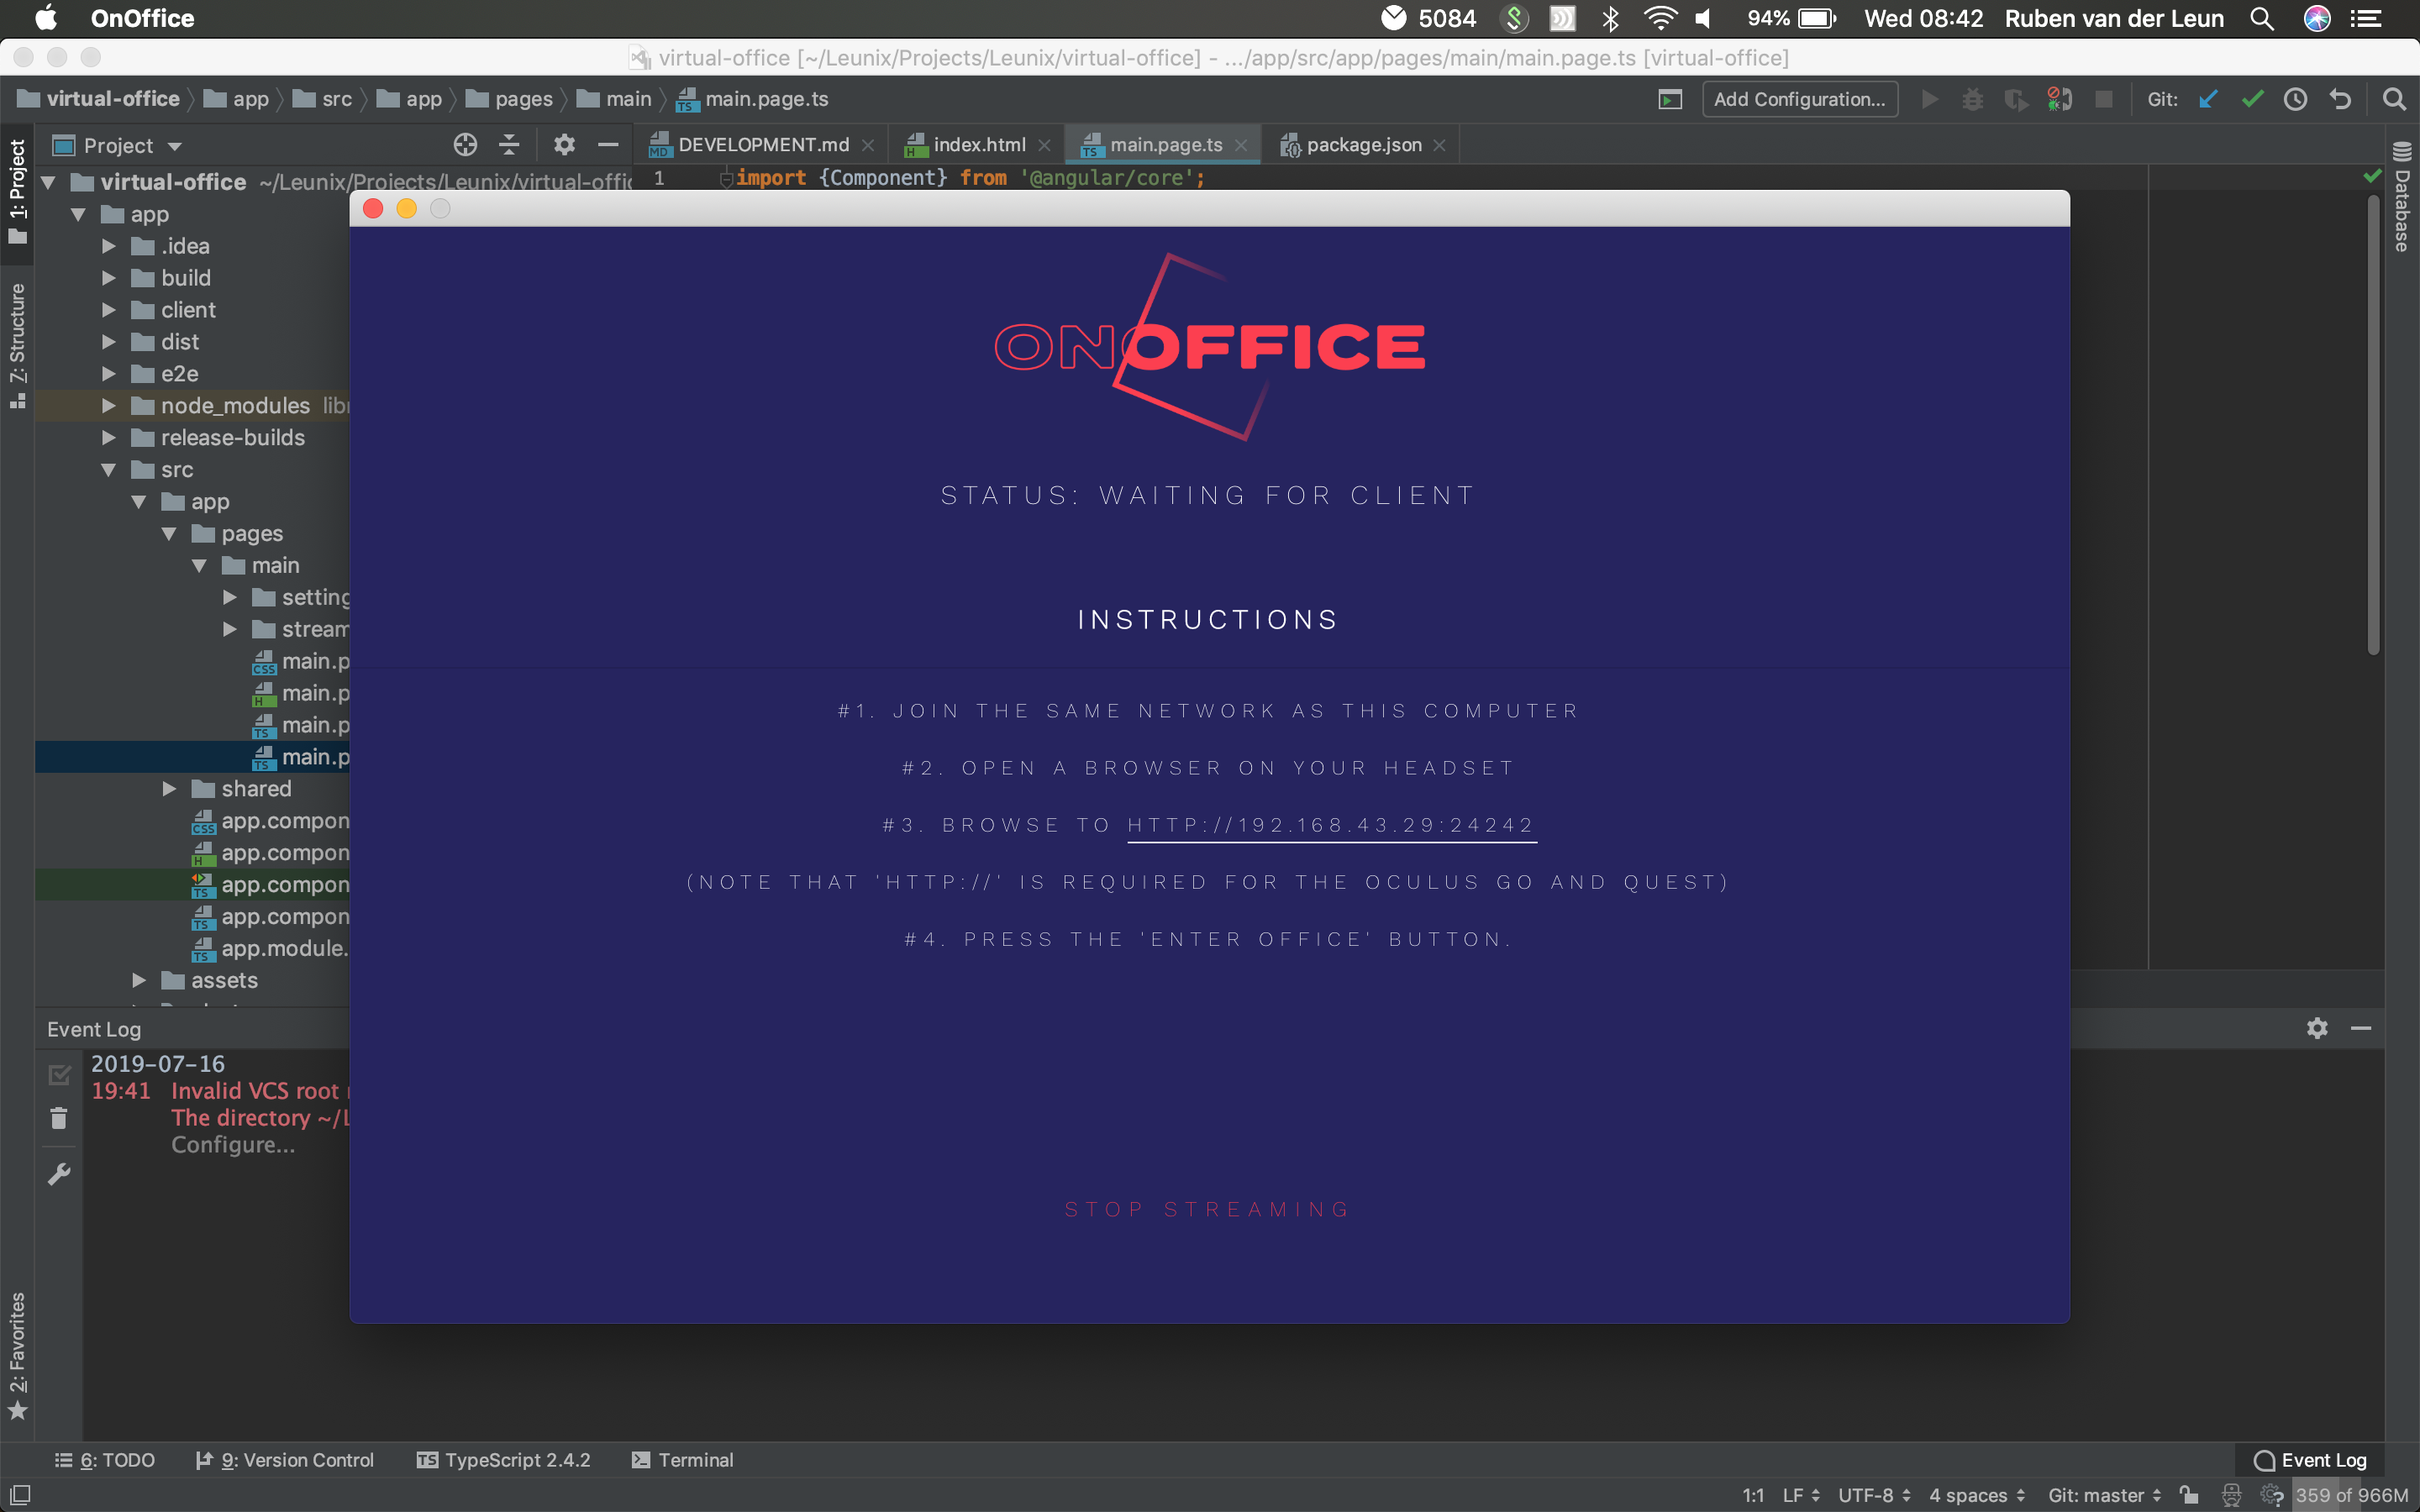 OnOffice 5084 94% Wed 08:42 Ruben van der Leun
virtual-office [~/Leunix/Projects/Leunix/virtual-office] - .../app/src/app/pages/main/main.page.ts [virtual-office]
virtual-office app src app pages main main.page.ts Add Configuration... Git:
1: Project
Project DEVELOPMENT.md index.html main.page.ts package.json
virtual-office ~/Leunix/Projects/Leunix/virtual-offic 1 import {Component} from '@angular/core';
Database
app
.idea
build
client
dist
e2e
node_modules
release-builds
src
app
pages
main
setting
stream
main.p
main.p
main.p
main.p
shared
app.compon
app.compon
app.compon
app.compon
app.module.
assets
7: Structure
2: Favorites
ONOFFICE
STATUS: WAITING FOR CLIENT
INSTRUCTIONS
#1. JOIN THE SAME NETWORK AS THIS COMPUTER
#2. OPEN A BROWSER ON YOUR HEADSET
#3. BROWSE TO HTTP://192.168.43.29:24242
(NOTE THAT 'HTTP://' IS REQUIRED FOR THE OCULUS GO AND QUEST)
#4. PRESS THE 'ENTER OFFICE' BUTTON.
STOP STREAMING
Event Log
2019-07-16
19:41 Invalid VCS root
The directory ~/L
Configure...
6: TODO 9: Version Control TypeScript 2.4.2 Terminal Event Log
1:1 LF UTF-8 4 spaces Git: master 359 of 966M